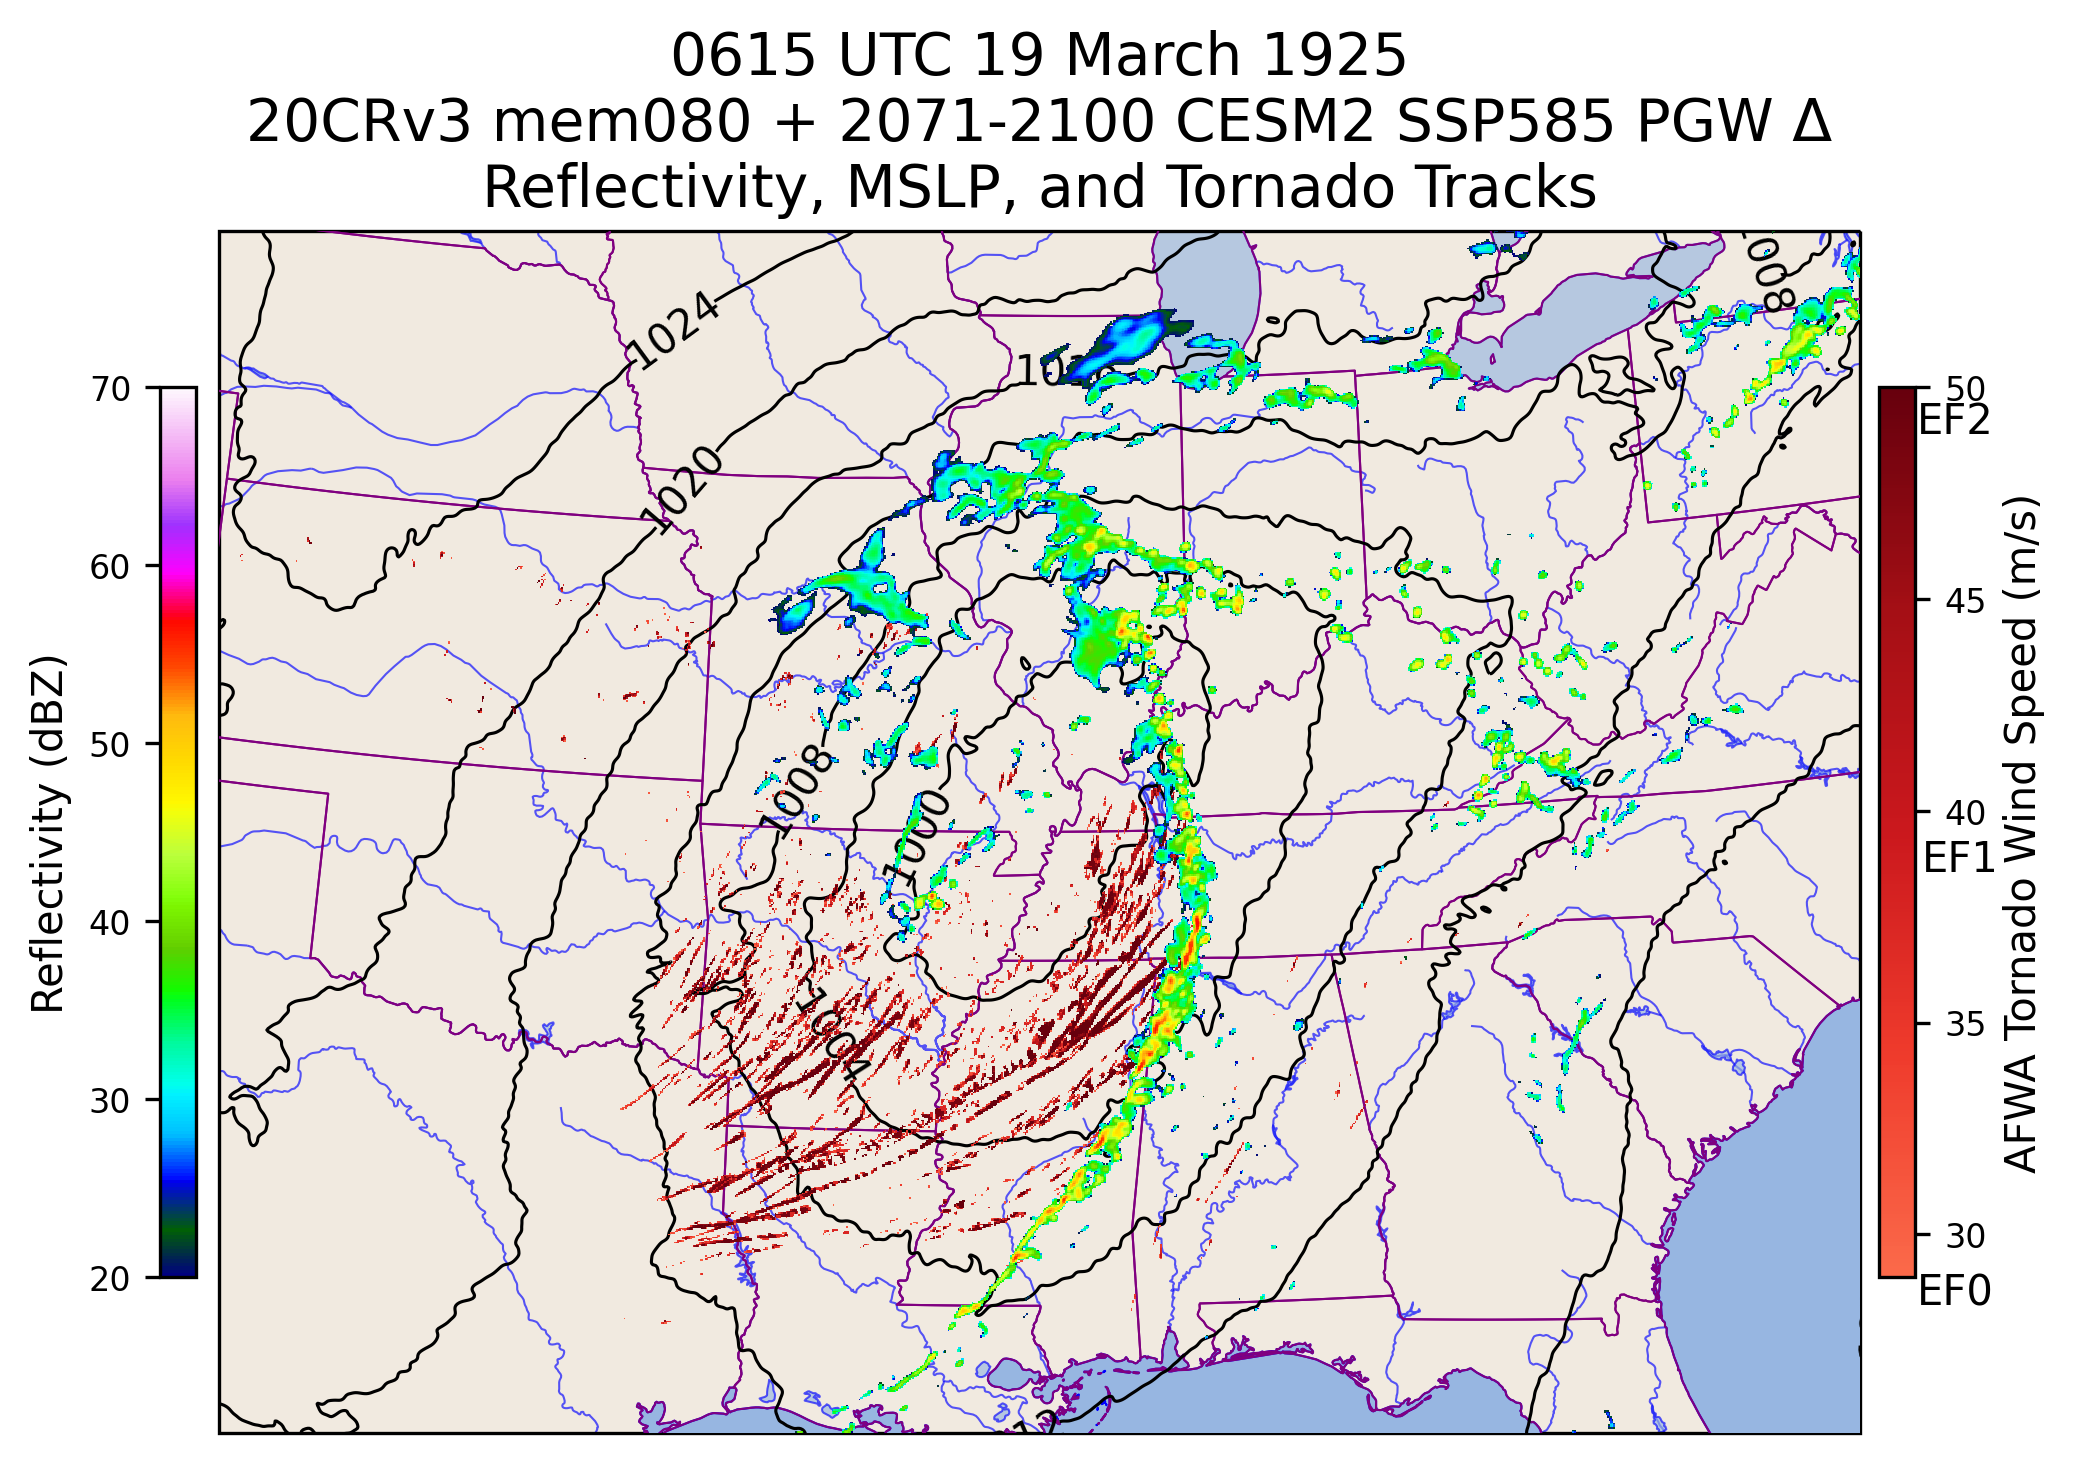 0615 UTC 19 March 1925
20CRv3 mem080 + 2071-2100 CESM2 SSP585 PGW Δ
Reflectivity, MSLP, and Tornado Tracks
1024
1020
1008
1000
1004
008
Reflectivity (dBZ)
70
60
50
40
30
20
50
EF2
45
40
EF1
35
30
EF0
AFWA Tornado Wind Speed (m/s)